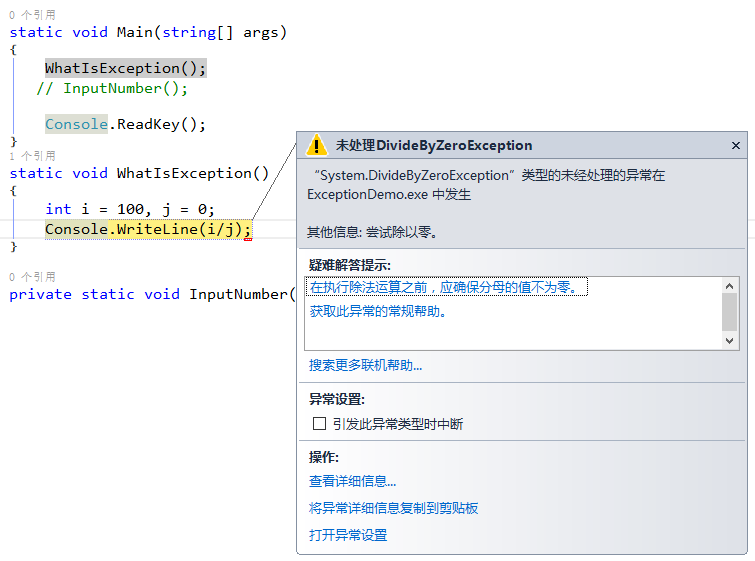 0 个引用
static void Main(string[] args)
{
WhatIsException();
// InputNumber();
Console.ReadKey();
}
1 个引用
static void WhatIsException()
{
int i = 100, j = 0;
Console.WriteLine(i/j);
}
0 个引用
private static void InputNumber(
未处理DivideByZeroException
“System.DivideByZeroException”类型的未经处理的异常在
ExceptionDemo.exe 中发生
其他信息: 尝试除以零。
疑难解答提示:
在执行除法运算之前，应确保分母的值不为零。
获取此异常的常规帮助。
搜索更多联机帮助...
异常设置:
引发此异常类型时中断
操作:
查看详细信息...
将异常详细信息复制到剪贴板
打开异常设置